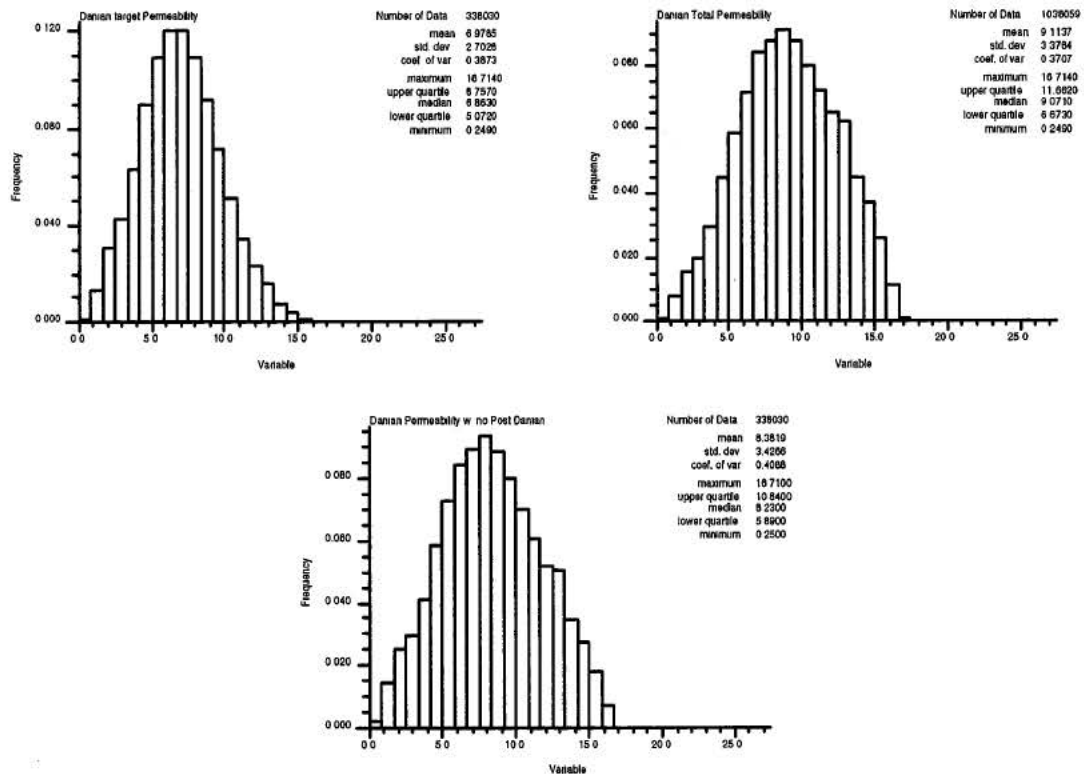 Danian target Permeability
Number of Data 338030
mean 6 9765
std. dev 2 7026
coef. of var 0 3873
maximum 16 7140
upper quartile 8 7570
median 6 8630
lower quartile 5 0720
minimum 0 2490
Frequency
0 120
0 080
0 040
0 000
0 0 5 0 10 0 15 0 20 0 25 0
Variable
Danian Total Permeability
Number of Data 1038059
mean 9 1137
std. dev 3 3784
coef. of var 0 3707
maximum 16 7140
upper quartile 11.6620
median 9 0710
lower quartile 6 6730
minimum 0 2490
Frequency
0 080
0 060
0 040
0 020
0 000
0 0 5 0 10 0 15 0 20 0 25 0
Variable
Danian Permeability w no Post Danian
Number of Data 338030
mean 8.3819
std. dev 3.4266
coef. of var 0.4088
maximum 16 7100
upper quartile 10 8400
median 8 2300
lower quartile 5 8900
minimum 0 2500
Frequency
0 080
0 060
0 040
0 020
0 000
0 0 5 0 10 0 15 0 20 0 25 0
Variable